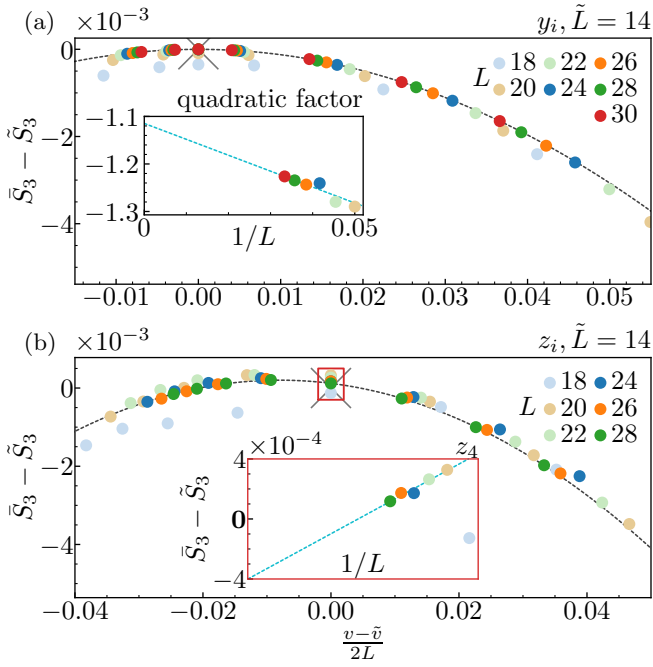 (a) ×10⁻³ yᵢ, L̃ = 14
0
−2
−4
S̄₃ − S̃₃
L
18 22 26
20 24 28
30
quadratic factor
−1.1
−1.2
−1.3
0 0.05
1/L
−0.01 0.00 0.01 0.02 0.03 0.04 0.05
(b) ×10⁻³ zᵢ, L̃ = 14
0
−2
−4
S̄₃ − S̃₃
L
18 24
20 26
22 28
×10⁻⁴ z₄
4
0
−4
S̄₃ − S̃₃
1/L
−0.04 −0.02 0.00 0.02 0.04
v−ṽ
2L